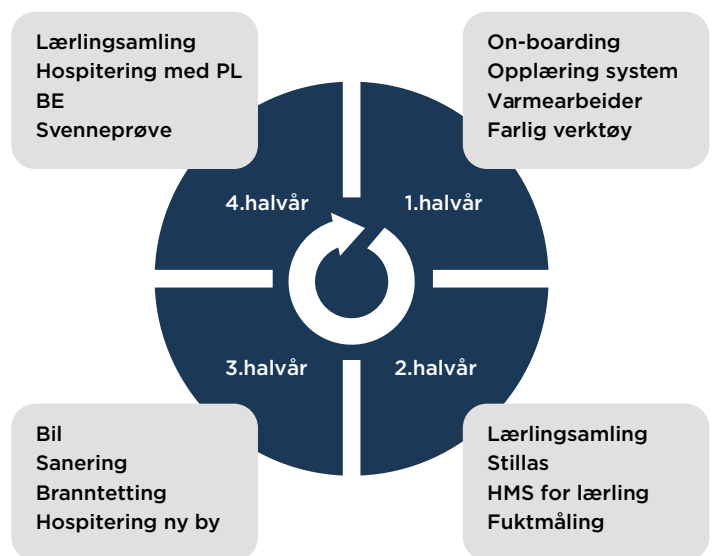 Lærlingsamling
Hospitering med PL
BE
Svenneprøve
On-boarding
Opplæring system
Varmearbeider
Farlig verktøy
4.halvår
1.halvår
3.halvår
2.halvår
Bil
Sanering
Branntetting
Hospitering ny by
Lærlingsamling
Stillas
HMS for lærling
Fuktmåling